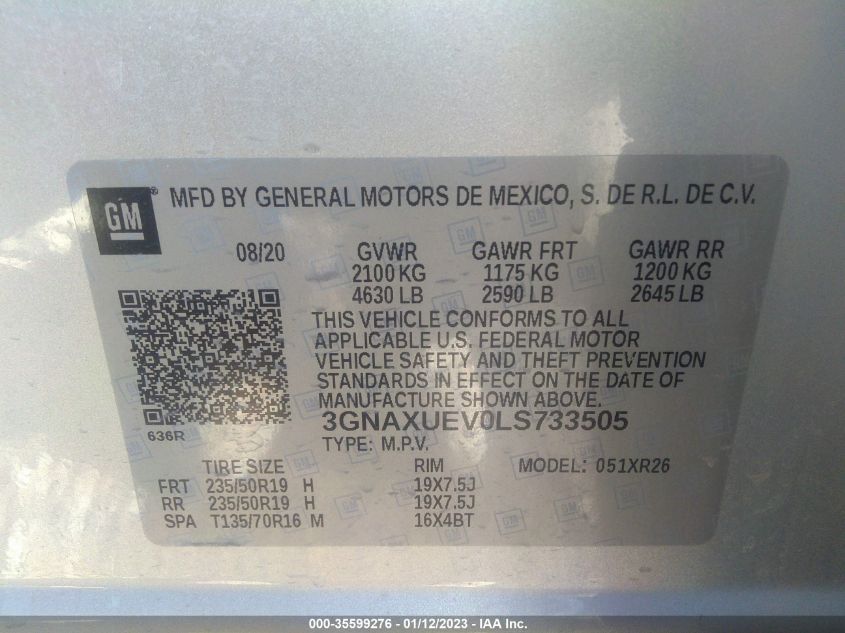 GM
®
MFD BY GENERAL MOTORS DE MEXICO, S. DE R.L. DE C.V.
08/20 GVWR GAWR FRT GAWR RR
2100 KG 1175 KG 1200 KG
4630 LB 2590 LB 2645 LB
THIS VEHICLE CONFORMS TO ALL
APPLICABLE U.S. FEDERAL MOTOR
VEHICLE SAFETY AND THEFT PREVENTION
STANDARDS IN EFFECT ON THE DATE OF
MANUFACTURE SHOWN ABOVE.
3GNAXUEV0LS733505
636R
TYPE: M.P.V.
TIRE SIZE RIM MODEL: 051XR26
FRT 235/50R19 H 19X7.5J
RR 235/50R19 H 19X7.5J
SPA T135/70R16 M 16X4BT
000-35599276 - 01/12/2023 - IAA Inc.